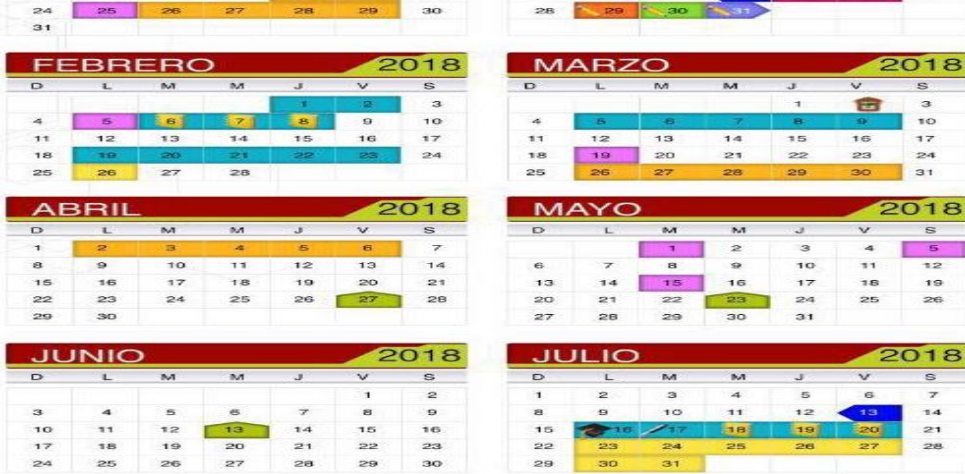 24 25 26 27 28 29 30
31
28 29 30 31
FEBRERO 2018
D L M M J V S
1 2 3
4 5 6 7 8 9 10
11 12 13 14 15 16 17
18 19 20 21 22 23 24
25 26 27 28
MARZO 2018
D L M M J V S
1 3
4 5 6 7 8 9 10
11 12 13 14 15 16 17
18 19 20 21 22 23 24
25 26 27 28 29 30 31
ABRIL 2018
D L M M J V S
1 2 3 4 5 6 7
8 9 10 11 12 13 14
15 16 17 18 19 20 21
22 23 24 25 26 27 28
29 30
MAYO 2018
D L M M J V S
1 2 3 4 5
6 7 8 9 10 11 12
13 14 15 16 17 18 19
20 21 22 23 24 25 26
27 28 29 30 31
JUNIO 2018
D L M M J V S
1 2
3 4 5 6 7 8 9
10 11 12 13 14 15 16
17 18 19 20 21 22 23
24 25 26 27 28 29 30
JULIO 2018
D L M M J V S
1 2 3 4 5 6 7
8 9 10 11 12 13 14
15 16 17 18 19 20 21
22 23 24 25 26 27 28
29 30 31